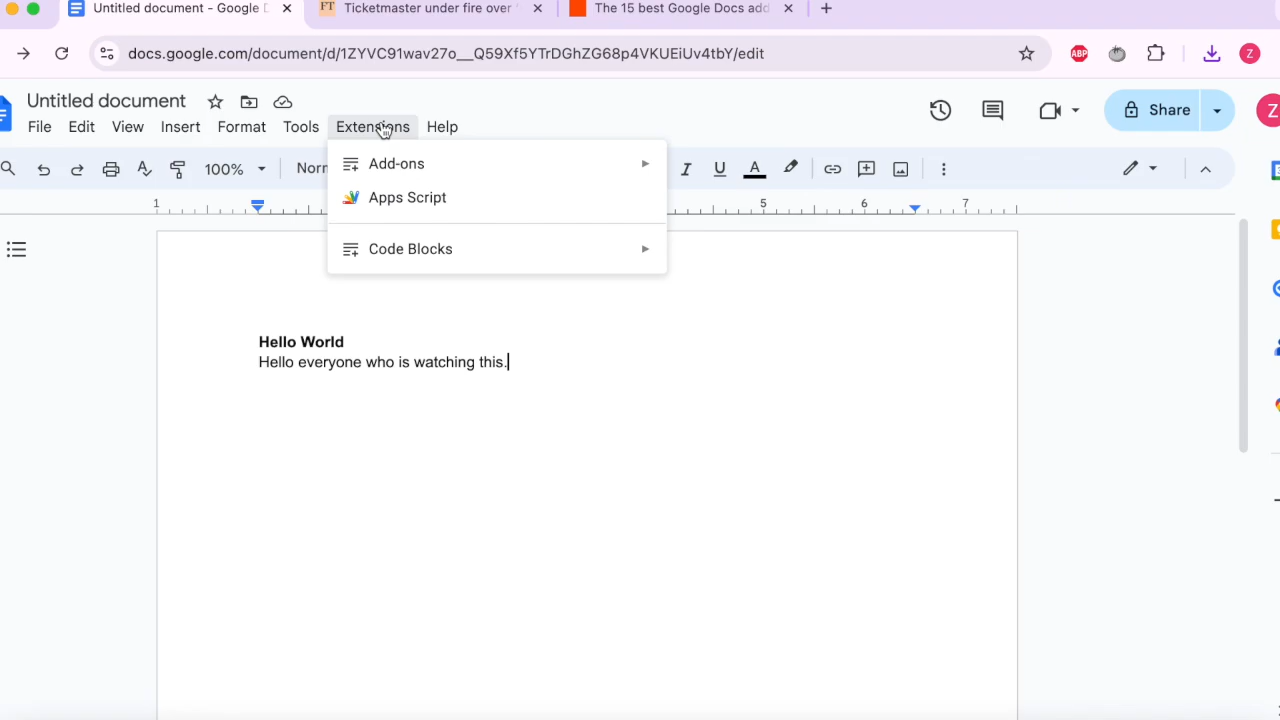 Untitled document - Google D
Ticketmaster under fire over
The 15 best Google Docs add
docs.google.com/document/d/1ZYVC91wav27o__Q59Xf5YTrDGhZG68p4VKUEiUv4tbY/edit
ABP
Z
Untitled document
File Edit View Insert Format Tools Extensions Help
Share
Z
100%
Norm
Add-ons
Apps Script
Code Blocks
1 5 6 7
Hello World
Hello everyone who is watching this.